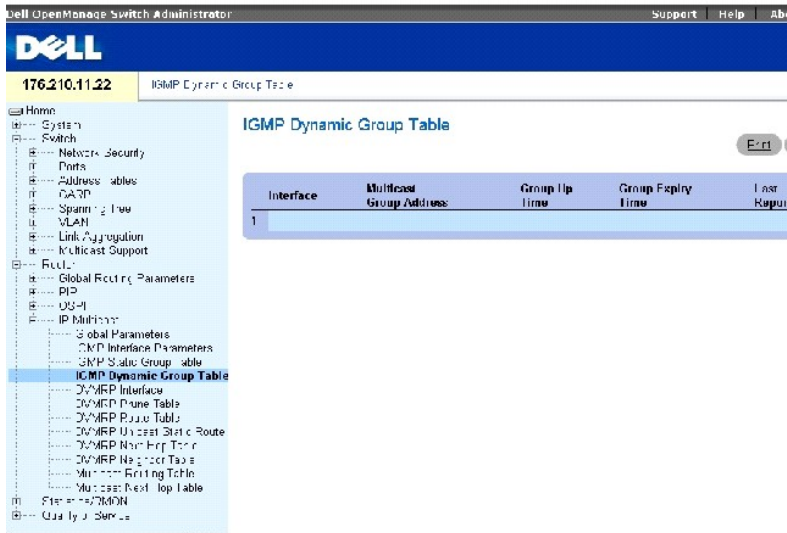 Dell OpenManage Switch Administrator
Support Help
DELL
176.210.11.22
IGMP Dynamic Group Table
Home
System
Switch
Network Security
Ports
Address Tables
GARP
Spanning Tree
VLAN
Link Aggregation
Multicast Support
Router
Global Routing Parameters
RIP
OSPF
IP Multicast
Global Parameters
IGMP Interface Parameters
IGMP Static Group Table
IGMP Dynamic Group Table
DVMRP Interface
DVMRP Prune Table
DVMRP Route Table
DVMRP Unicast Static Route
DVMRP Next Hop Table
DVMRP Neighbor Table
Multicast Routing Table
Multicast Next Hop Table
Statistics/RMON
Quality of Service
IGMP Dynamic Group Table
Print
Interface
Multicast
Group Address
Group Up
Time
Group Expiry
Time
Last
1